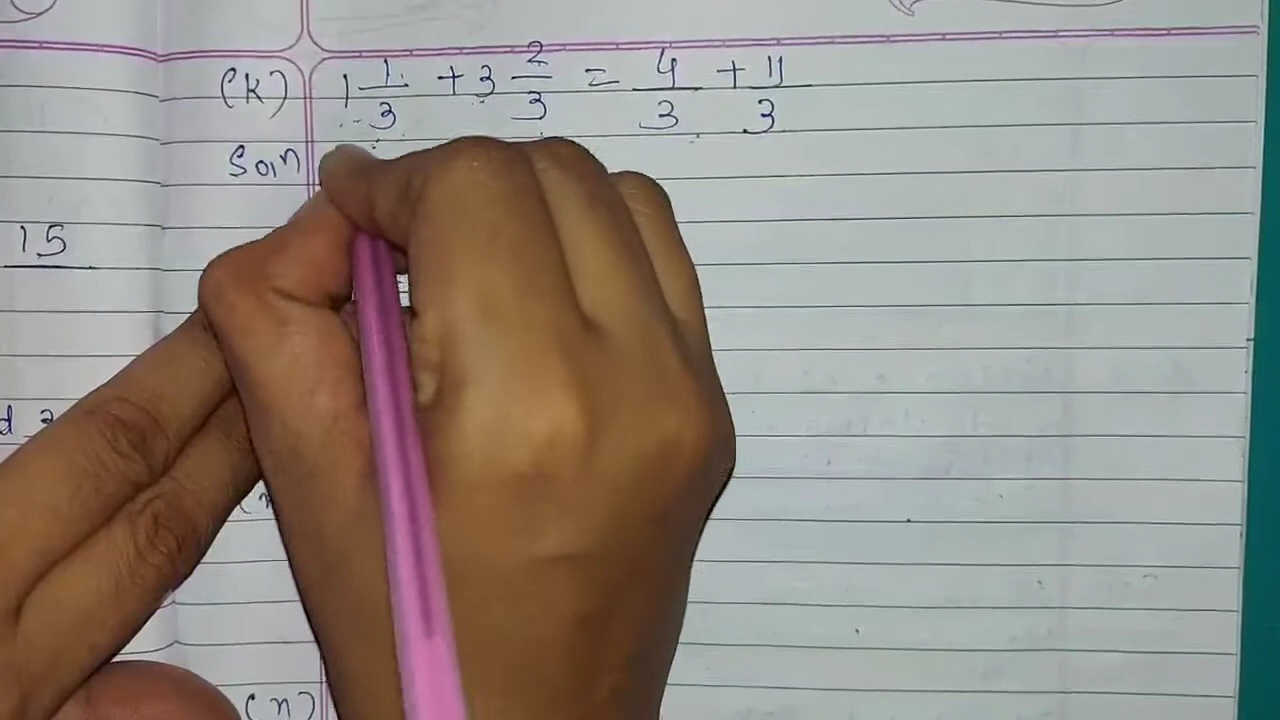 (k) 1 1/3 + 3 2/3 = 4/3 + 11/3
Soln
15
d
(n)